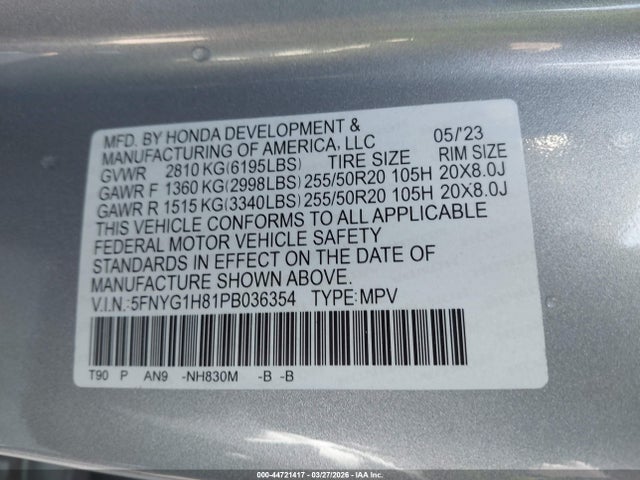 MFD. BY HONDA DEVELOPMENT & 05/'23
MANUFACTURING OF AMERICA, LLC
GVWR 2810 KG(6195LBS) TIRE SIZE RIM SIZE
GAWR F 1360 KG(2998LBS) 255/50R20 105H 20X8.0J
GAWR R 1515 KG(3340LBS) 255/50R20 105H 20X8.0J
THIS VEHICLE CONFORMS TO ALL APPLICABLE
FEDERAL MOTOR VEHICLE SAFETY
STANDARDS IN EFFECT ON THE DATE OF
MANUFACTURE SHOWN ABOVE.
V.I.N.:5FNYG1H81PB036354 TYPE:MPV
T90 P AN9 -NH830M -B -B
000-44721417 | 03/27/2026 | IAA, Inc.